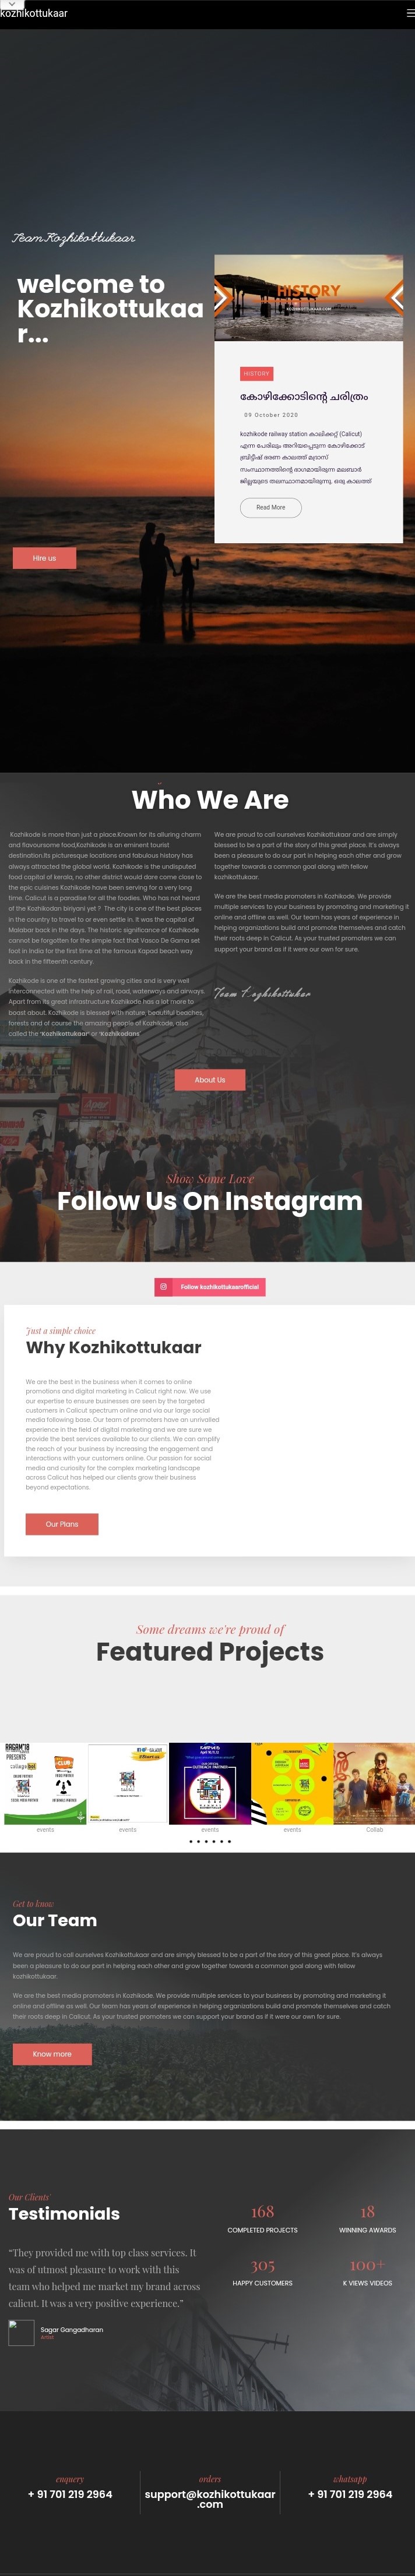 kozhikottukaar
Team Kozhikottukaar
welcome to
Kozhikottukaa
r...
HISTORY
KOZHIKOTTUKAAR.COM
HISTORY
കോഴിക്കോടിന്റെ ചരിത്രം
09 October 2020
kozhikode railway station കാലിക്കറ്റ് (Calicut)
എന്ന പേരിലും അറിയപ്പെടുന്ന കോഴിക്കോട്
ബ്രിട്ടീഷ് ഭരണ കാലത്ത് മദ്രാസ്
സംസ്ഥാനത്തിന്റെ ഭാഗമായിരുന്ന മലബാർ
ജില്ലയുടെ തലസ്ഥാനമായിരുന്നു. ഒരു കാലത്ത്
Read More
Hire us
Who We Are
Kozhikode is more than just a place.Known for its alluring charm
and flavoursome food,Kozhikode is an eminent tourist
destination.Its picturesque locations and fabulous history has
always attracted the global world. Kozhikode is the undisputed
food capital of kerala, no other district would dare come close to
the epic cuisines Kozhikode have been serving for a very long
time. Calicut is a paradise for all the foodies. Who has not heard
of the Kozhikodan biriyani yet ? The city is one of the best places
in the country to travel to or even settle in. It was the capital of
Malabar back in the days. The historic significance of Kozhikode
cannot be forgotten for the simple fact that Vasco De Gama set
foot in India for the first time at the famous Kapad beach way
back in the fifteenth century.
Kozhikode is one of the fastest growing cities and is very well
interconnected with the help of rail, road, waterways and airways.
Apart from its great infrastructure Kozhikode has a lot more to
boast about. Kozhikode is blessed with nature, beautiful beaches,
forests and of course the amazing people of Kozhikode, also
called the "Kozhikottukaar" or "Kozhikodans.
We are proud to call ourselves Kozhikottukaar and are simply
blessed to be a part of the story of this great place. It's always
been a pleasure to do our part in helping each other and grow
together towards a common goal along with fellow
kozhikottukaar.
We are the best media promoters in Kozhikode. We provide
multiple services to your business by promoting and marketing it
online and offline as well. Our team has years of experience in
helping organizations build and promote themselves and catch
their roots deep in Calicut. As your trusted promoters we can
support your brand as if it were our own for sure.
Team Kozhikottukar
About Us
Show Some Love
Follow Us On Instagram
Follow kozhikottukaarofficial
Just a simple choice
Why Kozhikottukaar
We are the best in the business when it comes to online
promotions and digital marketing in Calicut right now. We use
our expertise to ensure businesses are seen by the targeted
customers in Calicut spectrum online and via our large social
media following base. Our team of promoters have an unrivaled
experience in the field of digital marketing and we are sure we
provide the best services available to our clients. We can amplify
the reach of your business by increasing the engagement and
interactions with your customers online. Our passion for social
media and curiosity for the complex marketing landscape
across Calicut has helped our clients grow their business
beyond expectations.
Our Plans
Some dreams we're proud of
Featured Projects
RAGAM'18
PRESENTS
events
events
events
events
Collab
Get to know
Our Team
We are proud to call ourselves Kozhikottukaar and are simply blessed to be a part of the story of this great place. It's always
been a pleasure to do our part in helping each other and grow together towards a common goal along with fellow
kozhikottukaar.
We are the best media promoters in Kozhikode. We provide multiple services to your business by promoting and marketing it
online and offline as well. Our team has years of experience in helping organizations build and promote themselves and catch
their roots deep in Calicut. As your trusted promoters we can support your brand as if it were our own for sure.
Know more
Our Clients'
Testimonials
“They provided me with top class services. It
was of utmost pleasure to work with this
team who helped me market my brand across
calicut. It was a very positive experience.”
Sagar Gangadharan
Artist
168
COMPLETED PROJECTS
18
WINNING AWARDS
305
HAPPY CUSTOMERS
100+
K VIEWS VIDEOS
enquery
+ 91 701 219 2964
orders
support@kozhikottukaar
.com
whatsapp
+ 91 701 219 2964